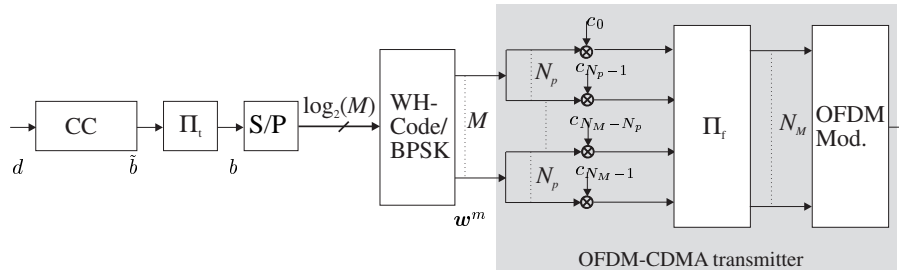 d
CC
b̃
Π_t
b
S/P
log₂(M)
WH-
Code/
BPSK
w^m
M
N_p
N_p
c_0
c_{N_p−1}
c_{N_M−N_p}
c_{N_M−1}
Π_f
N_M
OFDM
Mod.
OFDM-CDMA transmitter